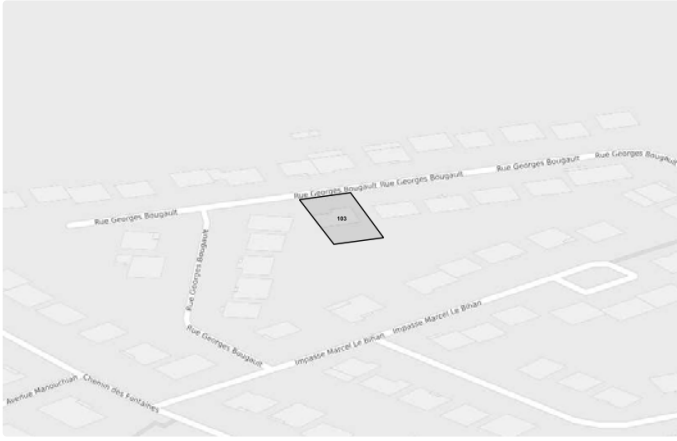 Rue Georges Bougault
Rue Georges Bougault
Rue Georges Bougault
Rue Georges Bougault
Rue Georges Bougault
103
Rue Georges Bougault
Rue Georges Bougault
Impasse Marcel Le Bihan
Impasse Marcel Le Bihan
Avenue Manouchian
Chemin des Fontaines